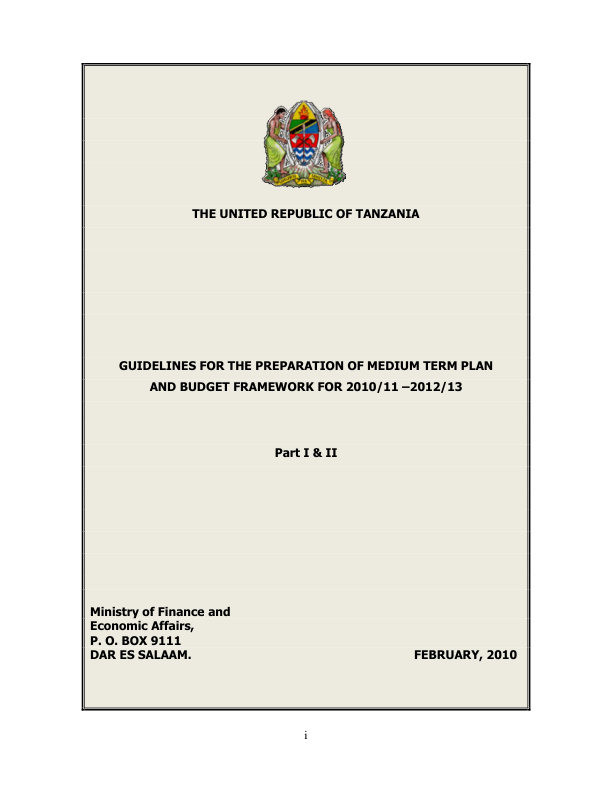 THE UNITED REPUBLIC OF TANZANIA
GUIDELINES FOR THE PREPARATION OF MEDIUM TERM PLAN
AND BUDGET FRAMEWORK FOR 2010/11 –2012/13
Part I & II
Ministry of Finance and
Economic Affairs,
P. O. BOX 9111
DAR ES SALAAM. FEBRUARY, 2010
i